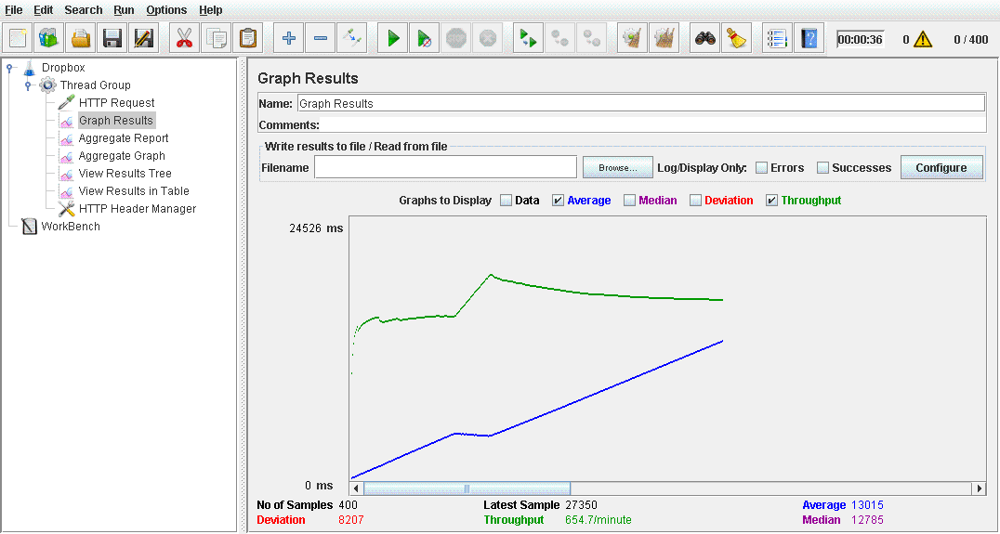 File Edit Search Run Options Help
STOP
?
00:00:36 0 ! 0 / 400
Dropbox
Thread Group
HTTP Request
Graph Results
Aggregate Report
Aggregate Graph
View Results Tree
View Results in Table
HTTP Header Manager
WorkBench
Graph Results
Name: Graph Results
Comments:
Write results to file / Read from file
Filename Browse... Log/Display Only: Errors Successes Configure
Graphs to Display Data Average Median Deviation Throughput
24526 ms
0 ms
No of Samples 400 Latest Sample 27350 Average 13015
Deviation 8207 Throughput 654.7/minute Median 12785